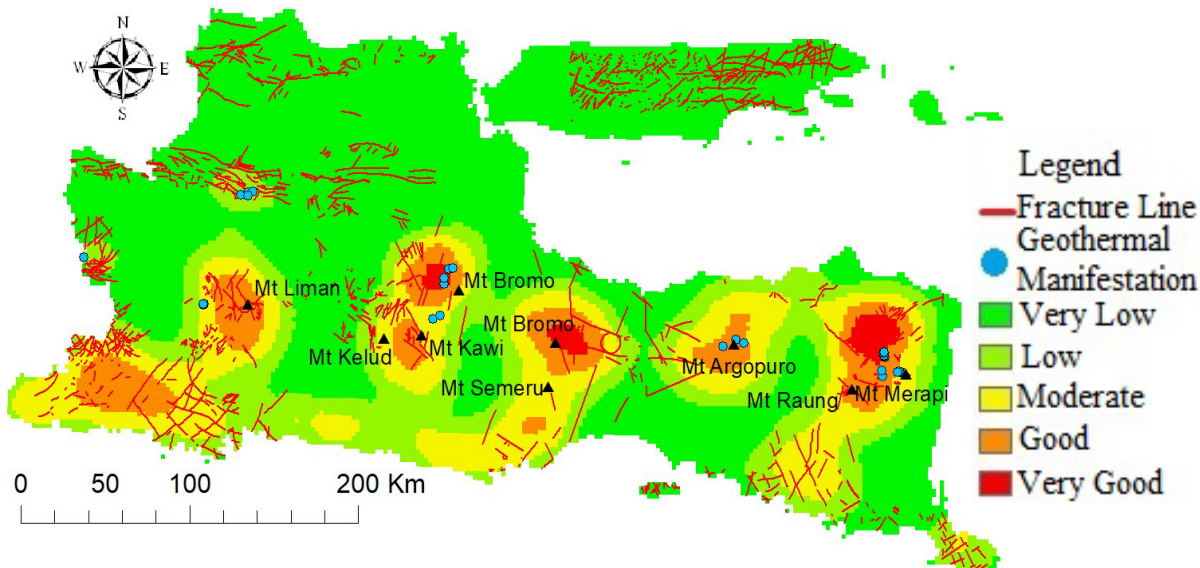 N
W E
S
Mt Liman
Mt Bromo
Mt Bromo
Mt Kelud
Mt Kawi
Mt Semeru
Mt Argopuro
Mt Raung
Mt Merapi
0 50 100 200 Km
Legend
Fracture Line
Geothermal
Manifestation
Very Low
Low
Moderate
Good
Very Good